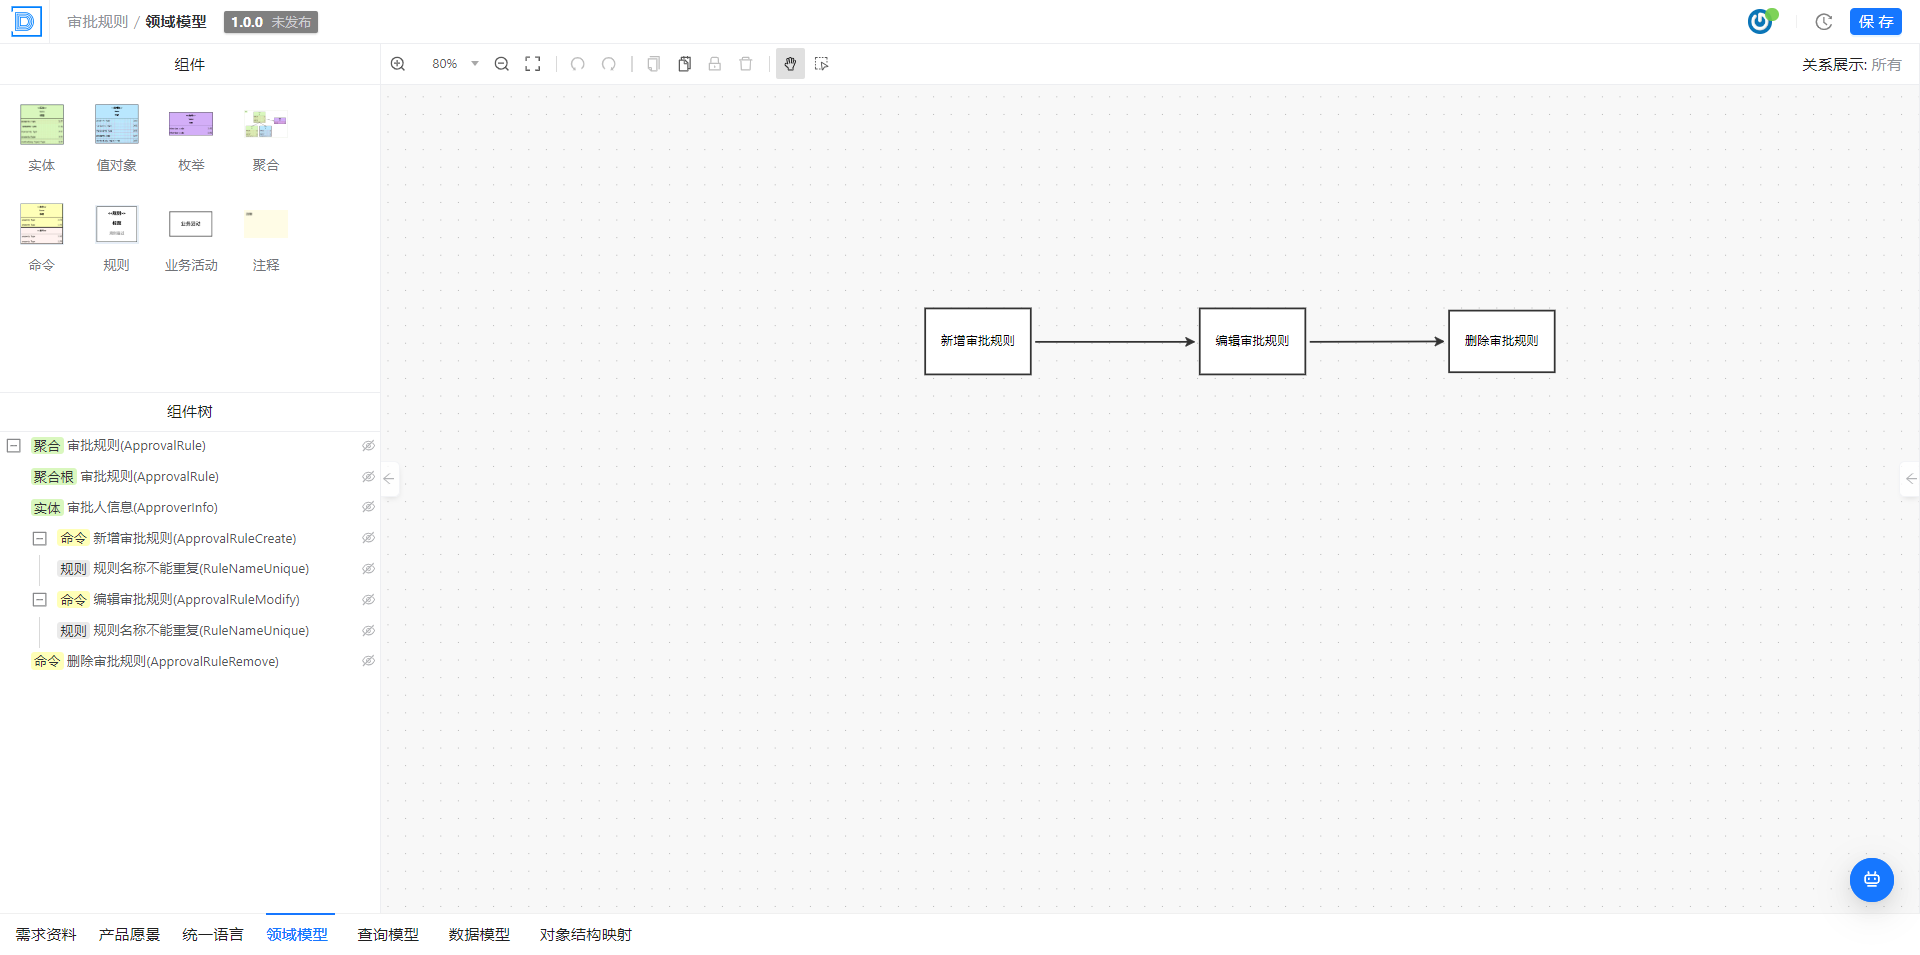 审批规则 / 领域模型 1.0.0 未发布
保 存
组件
80%
关系展示: 所有
实体 值对象 枚举 聚合
命令 规则 业务活动 注释
新增审批规则 编辑审批规则 删除审批规则
组件树
聚合 审批规则(ApprovalRule)
聚合根 审批规则(ApprovalRule)
实体 审批人信息(ApproverInfo)
命令 新增审批规则(ApprovalRuleCreate)
规则 规则名称不能重复(RuleNameUnique)
命令 编辑审批规则(ApprovalRuleModify)
规则 规则名称不能重复(RuleNameUnique)
命令 删除审批规则(ApprovalRuleRemove)
需求资料 产品愿景 统一语言 领域模型 查询模型 数据模型 对象结构映射